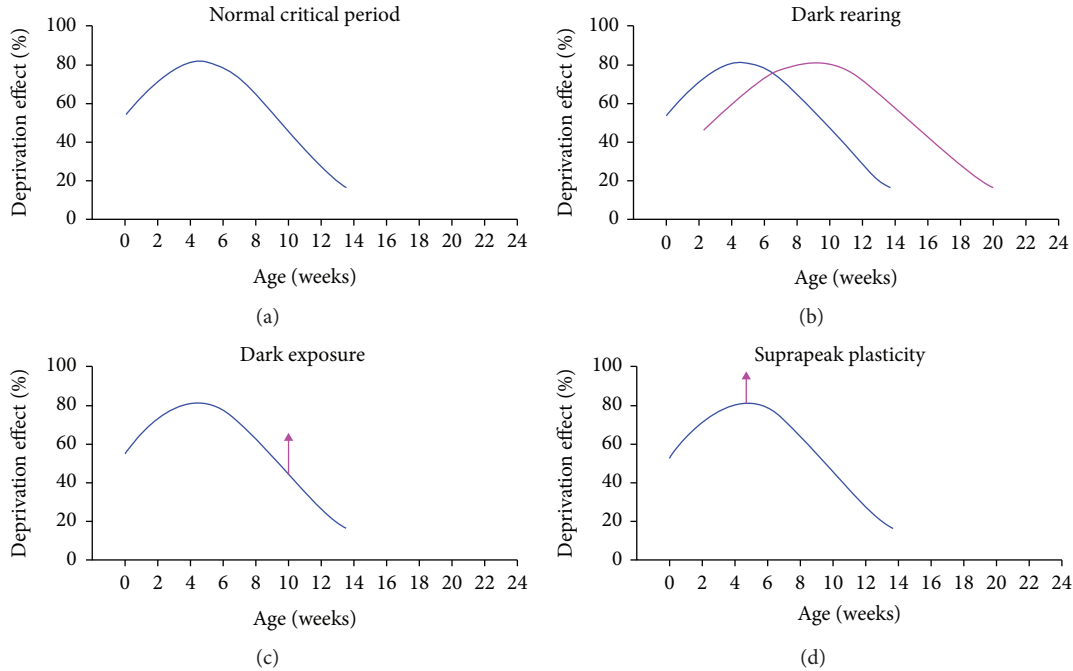 Normal critical period
Deprivation effect (%)
100
80
60
40
20
0
0 2 4 6 8 10 12 14 16 18 20 22 24
Age (weeks)
(a)
Dark rearing
Deprivation effect (%)
100
80
60
40
20
0
0 2 4 6 8 10 12 14 16 18 20 22 24
Age (weeks)
(b)
Dark exposure
Deprivation effect (%)
100
80
60
40
20
0
0 2 4 6 8 10 12 14 16 18 20 22 24
Age (weeks)
(c)
Suprapeak plasticity
Deprivation effect (%)
100
80
60
40
20
0
0 2 4 6 8 10 12 14 16 18 20 22 24
Age (weeks)
(d)